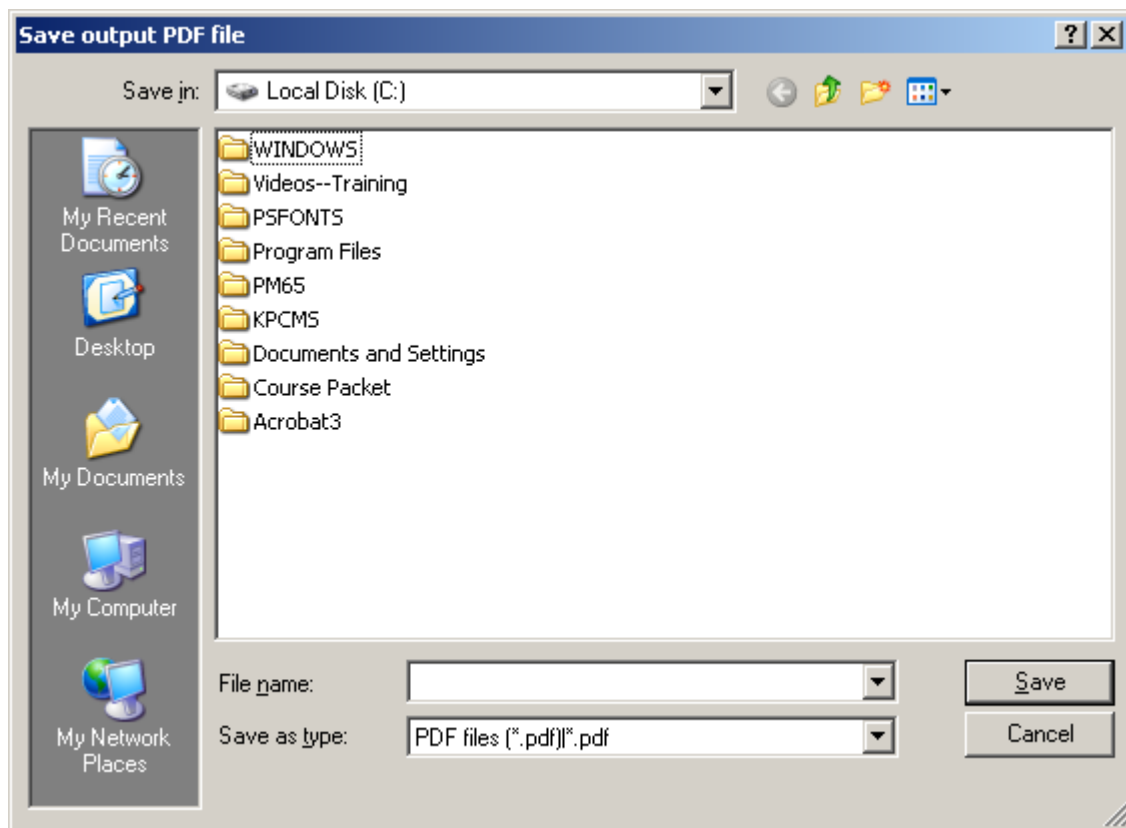 Save output PDF file
Save in:
Local Disk (C:)
My Recent
Documents
Desktop
My Documents
My Computer
My Network
Places
WINDOWS
Videos--Training
PSFONTS
Program Files
PM65
KPCMS
Documents and Settings
Course Packet
Acrobat3
File name:
Save
Save as type:
PDF files (*.pdf)|*.pdf
Cancel